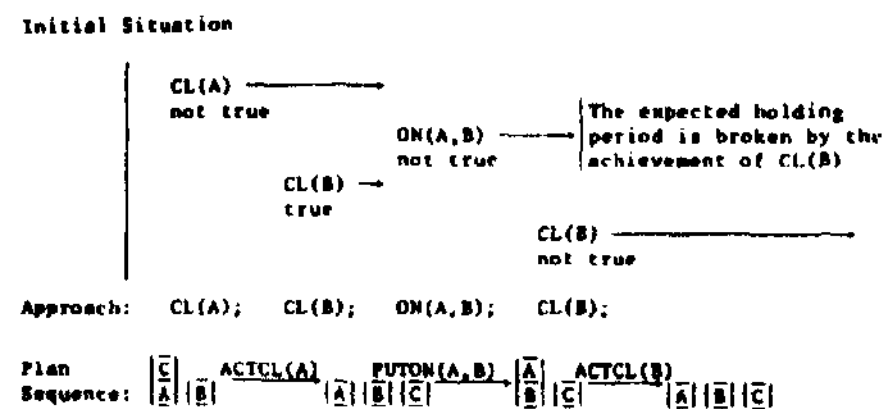 Initial Situation
CL(A)
not true
ON(A,B)
not true
The expected holding
period is broken by the
achievement of CL(B)
CL(B)
true
CL(B)
not true
Approach: CL(A); CL(B); ON(A,B); CL(B);
Plan C ACTCL(A) PUTON(A,B) A ACTCL(B)
Sequence: A B A B C B C A B C